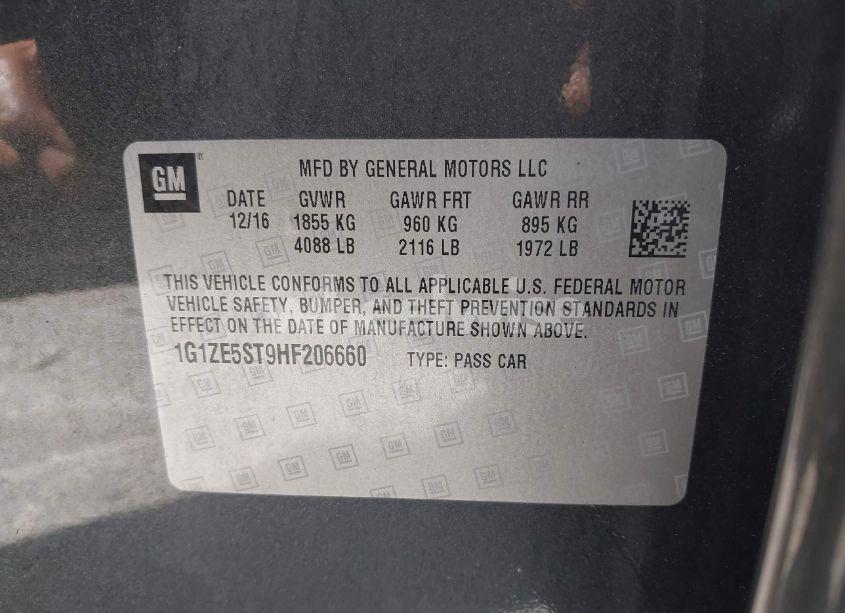 GM ® MFD BY GENERAL MOTORS LLC
DATE GVWR GAWR FRT GAWR RR
12/16 1855 KG 960 KG 895 KG
4088 LB 2116 LB 1972 LB
THIS VEHICLE CONFORMS TO ALL APPLICABLE U.S. FEDERAL MOTOR
VEHICLE SAFETY, BUMPER, AND THEFT PREVENTION STANDARDS IN
EFFECT ON THE DATE OF MANUFACTURE SHOWN ABOVE.
1G1ZE5ST9HF206660 TYPE: PASS CAR